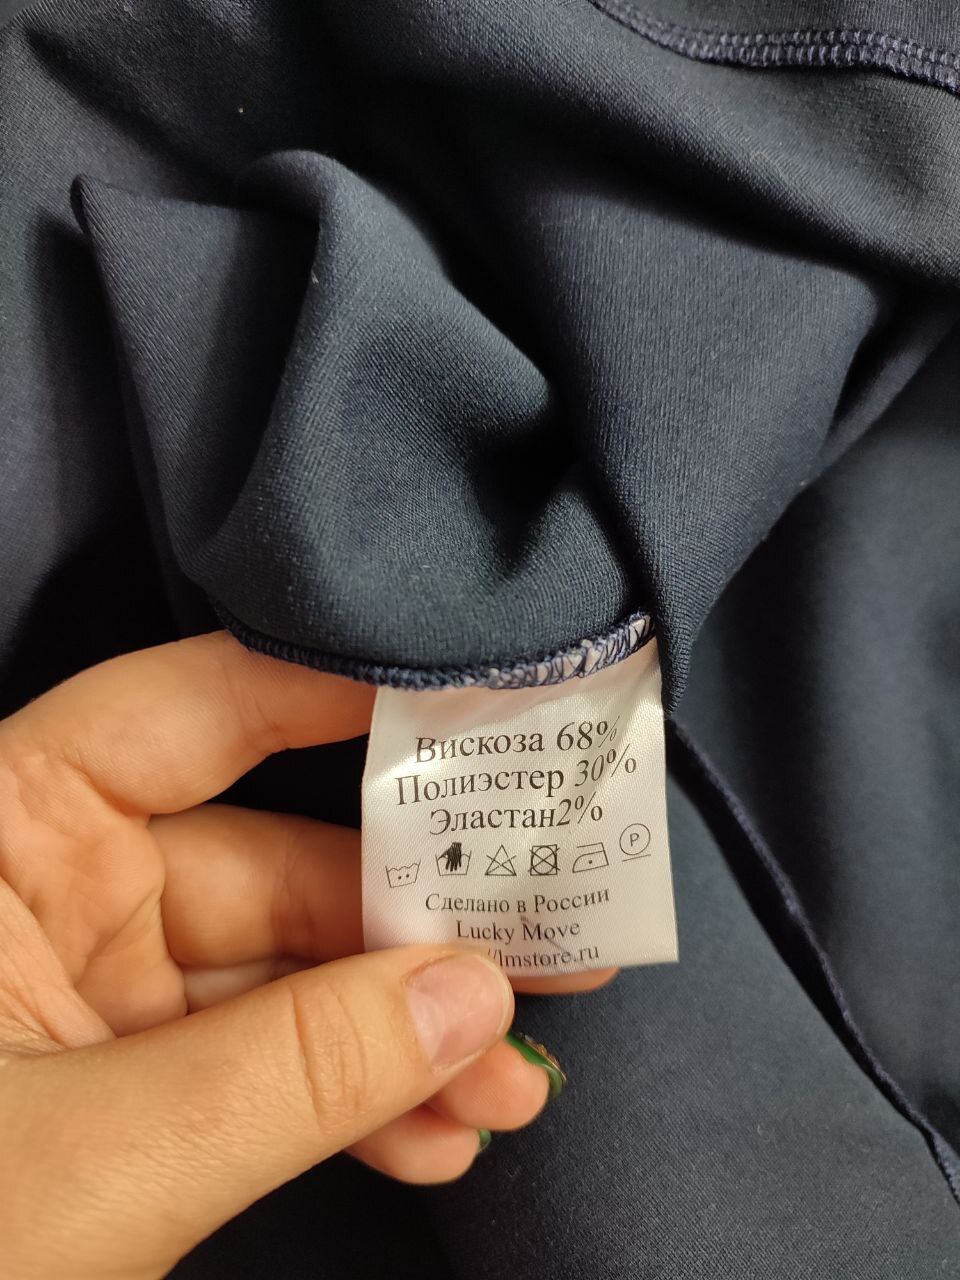 Вискоза 68%
Полиэстер 30%
Эластан2%
P
Сделано в России
Lucky Move
//lmstore.ru